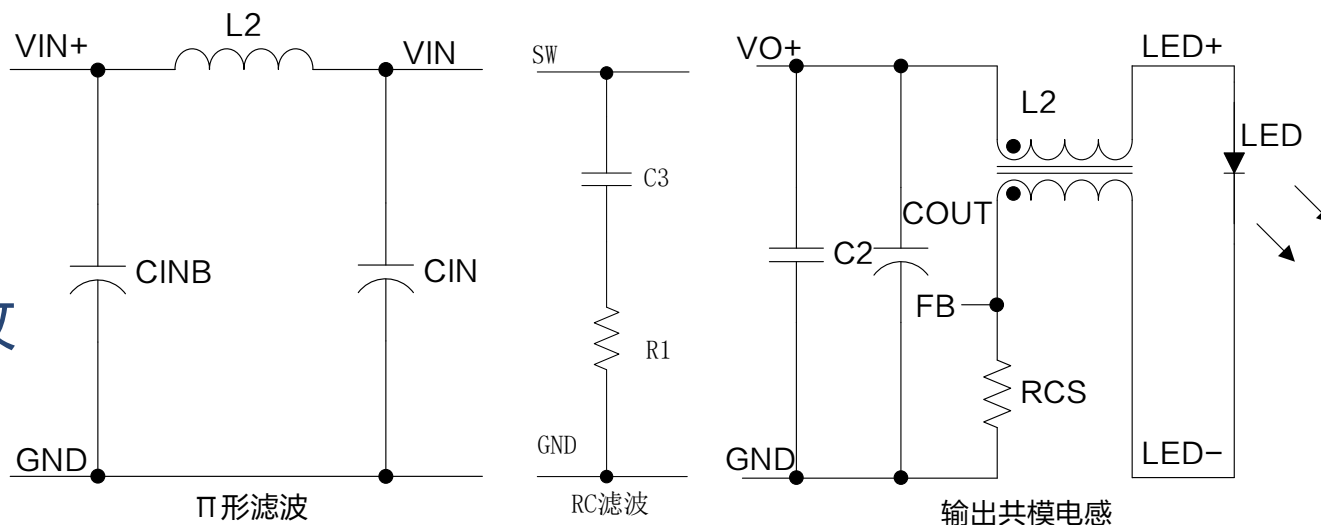 L2
VIN+
VIN
CINB
CIN
GND
Π形滤波
SW
C3
R1
GND
RC滤波
VO+
LED+
L2
LED
COUT
C2
FB
RCS
GND
LED-
输出共模电感